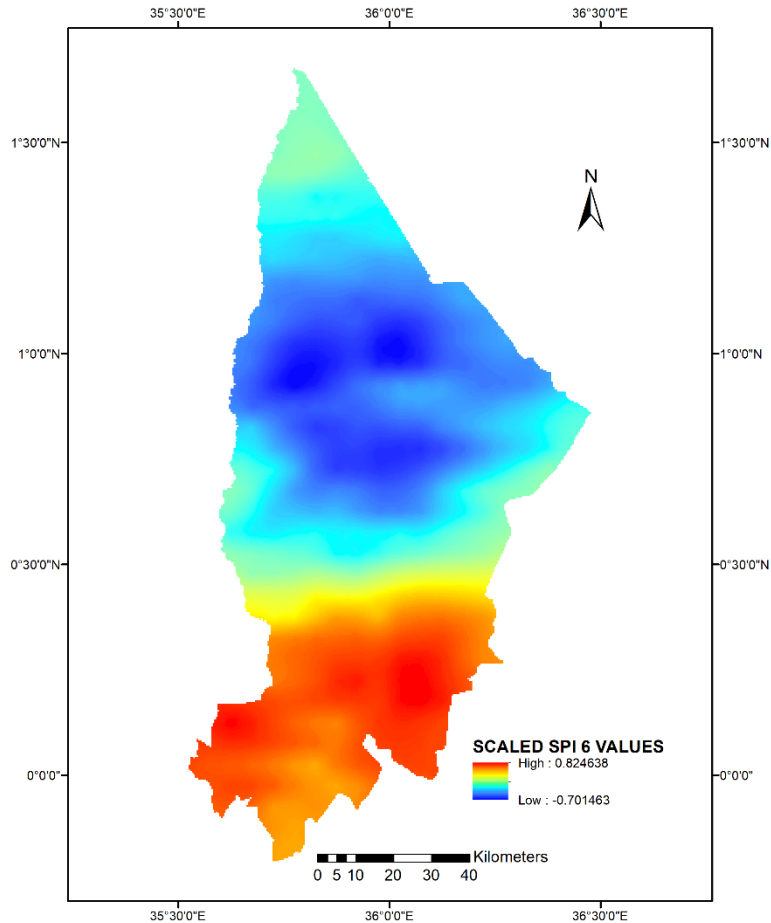 35°30'0"E 36°0'0"E 36°30'0"E
1°30'0"N 1°30'0"N
N
1°0'0"N 1°0'0"N
0°30'0"N 0°30'0"N
SCALED SPI 6 VALUES
High : 0.824638
0°0'0" 0°0'0"
Low : -0.701463
Kilometers
0 5 10 20 30 40
35°30'0"E 36°0'0"E 36°30'0"E